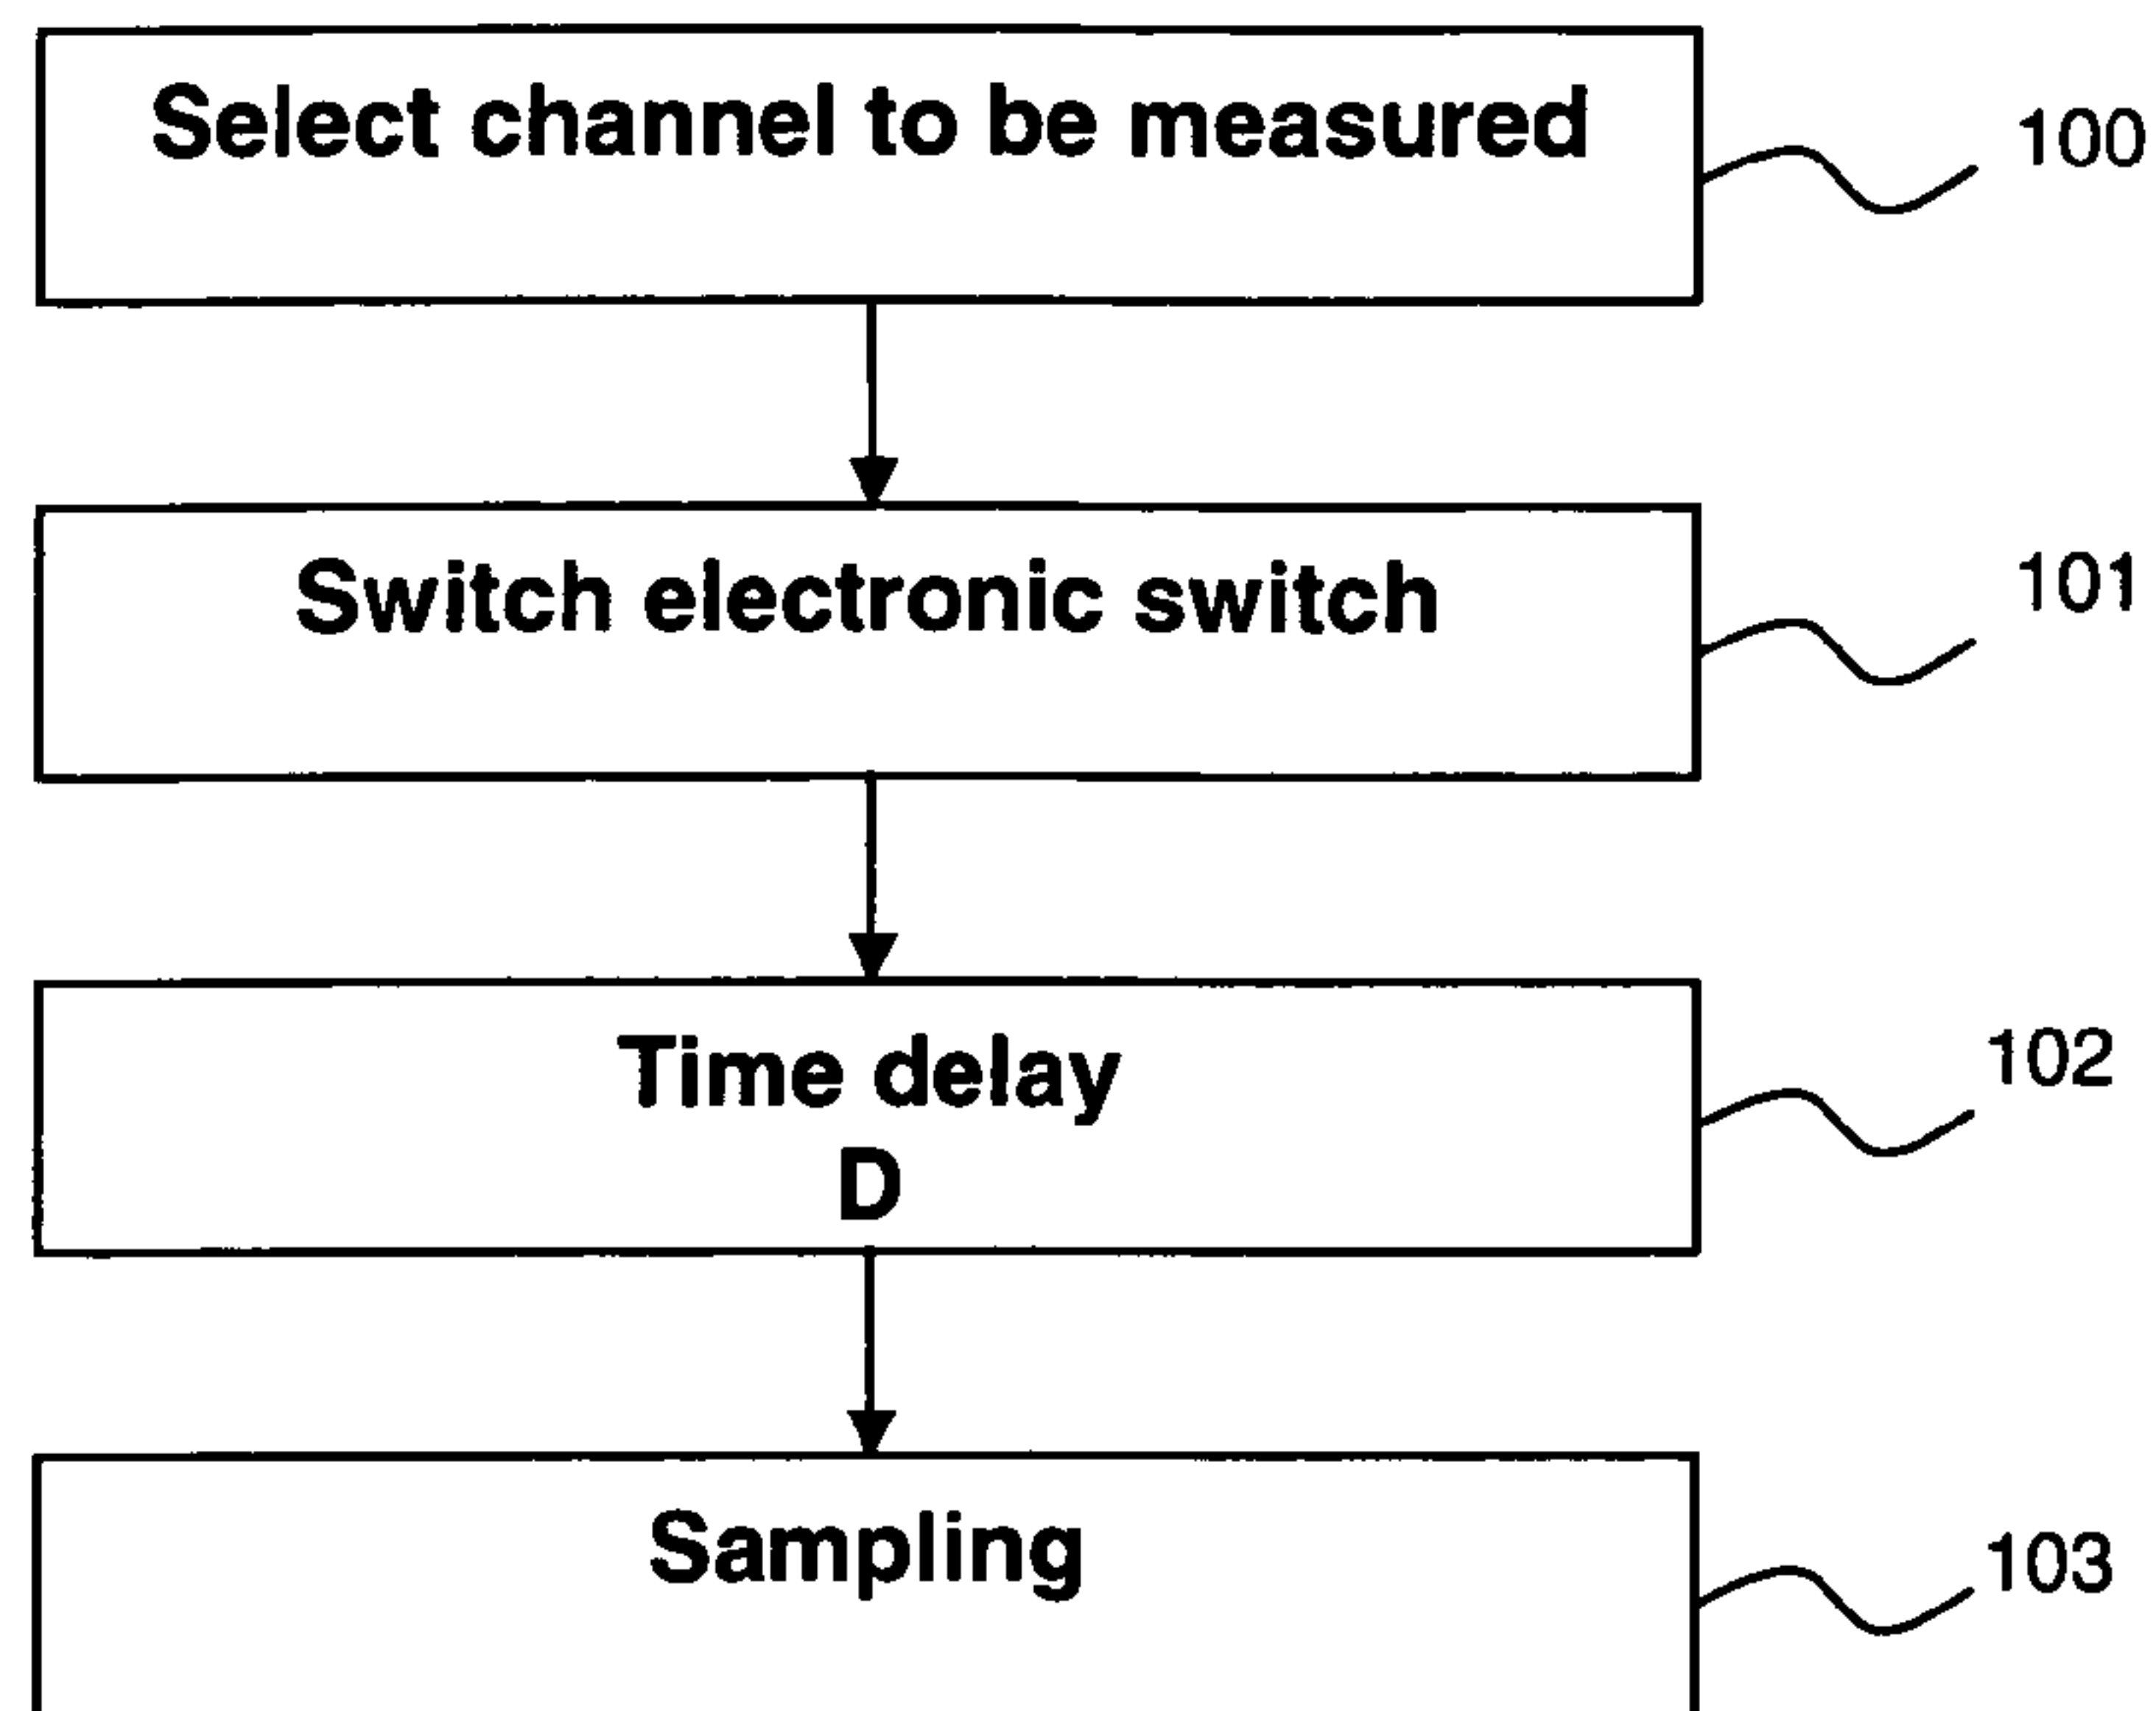 Select channel to be measured
100
Switch electronic switch
101
Time delay
D
102
Sampling
103